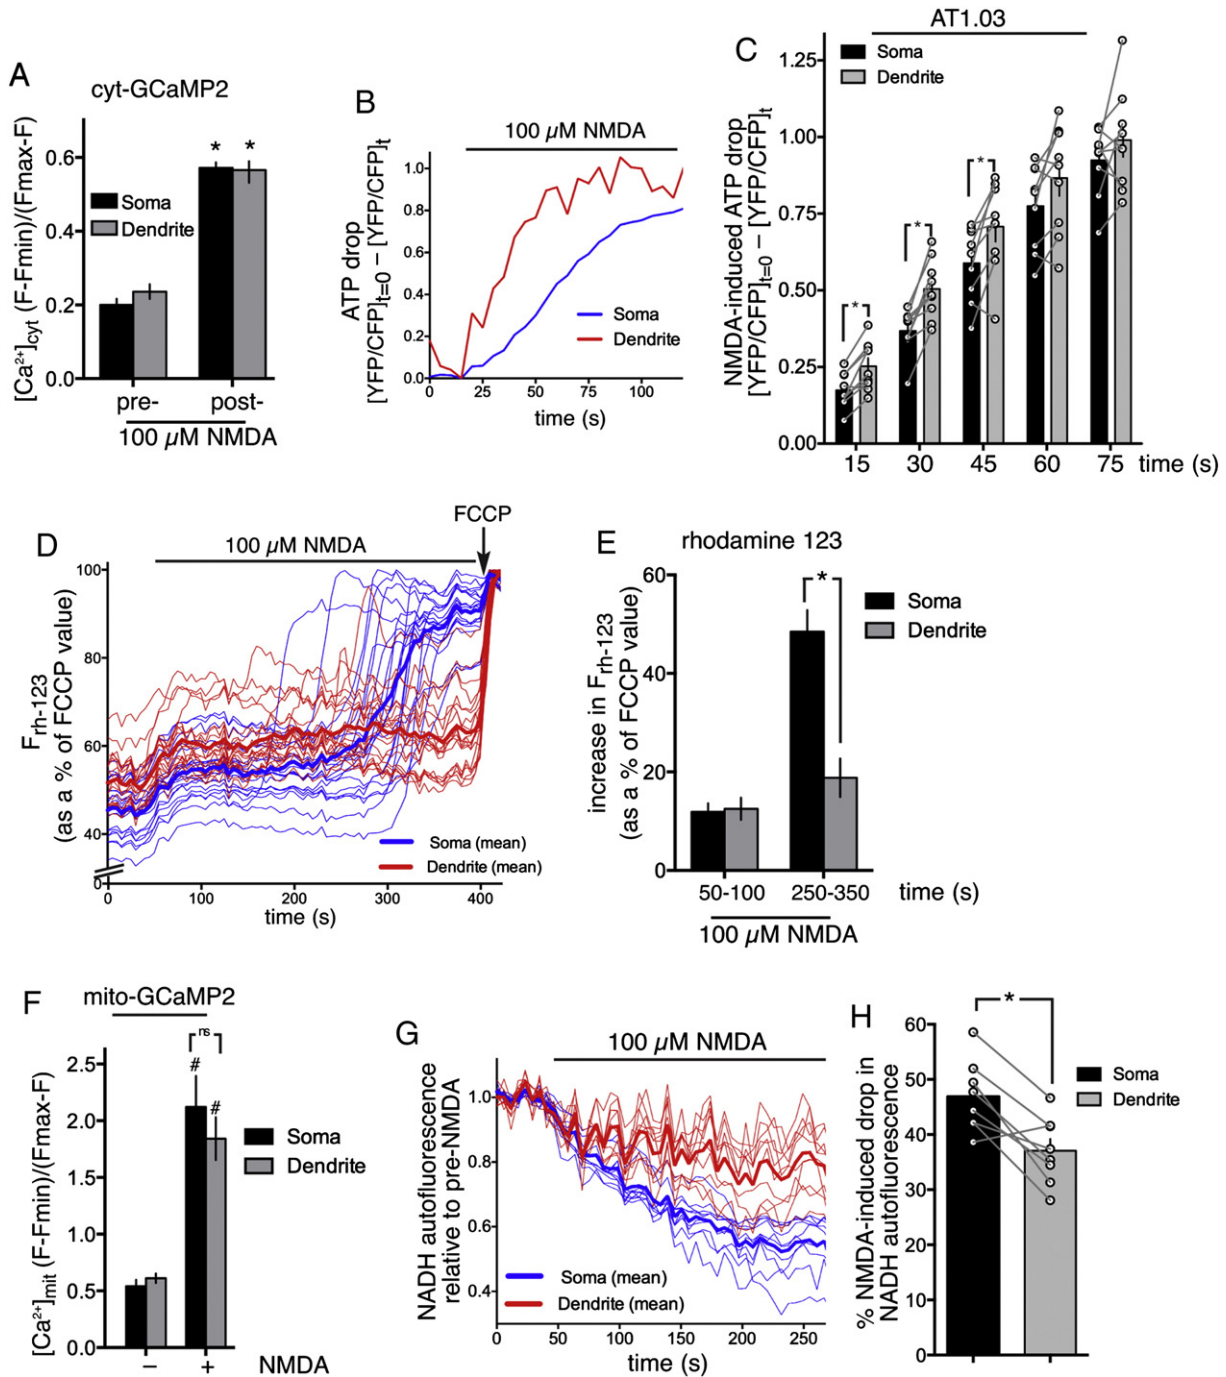 A
cyt-GCaMP2
[Ca²⁺]cyt (F-Fmin)/(Fmax-F)
0.6
0.4
0.2
0.0
* *
Soma
Dendrite
pre- post-
100 µM NMDA
B
100 µM NMDA
ATP drop
[YFP/CFP]t=0 – [YFP/CFP]t
1.0
0.8
0.6
0.4
0.2
0.0
Soma
Dendrite
0 25 50 75 100
time (s)
C
AT1.03
Soma
Dendrite
NMDA-induced ATP drop
[YFP/CFP]t=0 – [YFP/CFP]t
1.25
1.00
0.75
0.50
0.25
0.00
* * *
15 30 45 60 75 time (s)
D
FCCP
100 µM NMDA
Frh-123
(as a % of FCCP value)
100
80
60
40
0
Soma (mean)
Dendrite (mean)
0 100 200 300 400
time (s)
E
rhodamine 123
increase in Frh-123
(as a % of FCCP value)
60
40
20
0
*
Soma
Dendrite
50-100 250-350 time (s)
100 µM NMDA
F
mito-GCaMP2
[Ca²⁺]mit (F-Fmin)/(Fmax-F)
2.5
2.0
1.5
1.0
0.5
0.0
ns
# #
Soma
Dendrite
– + NMDA
G
100 µM NMDA
NADH autofluorescence
relative to pre-NMDA
1.0
0.8
0.6
0.4
Soma (mean)
Dendrite (mean)
0 50 100 150 200 250
time (s)
H
*
% NMDA-induced drop in
NADH autofluorescence
60
50
40
30
20
10
0
Soma
Dendrite